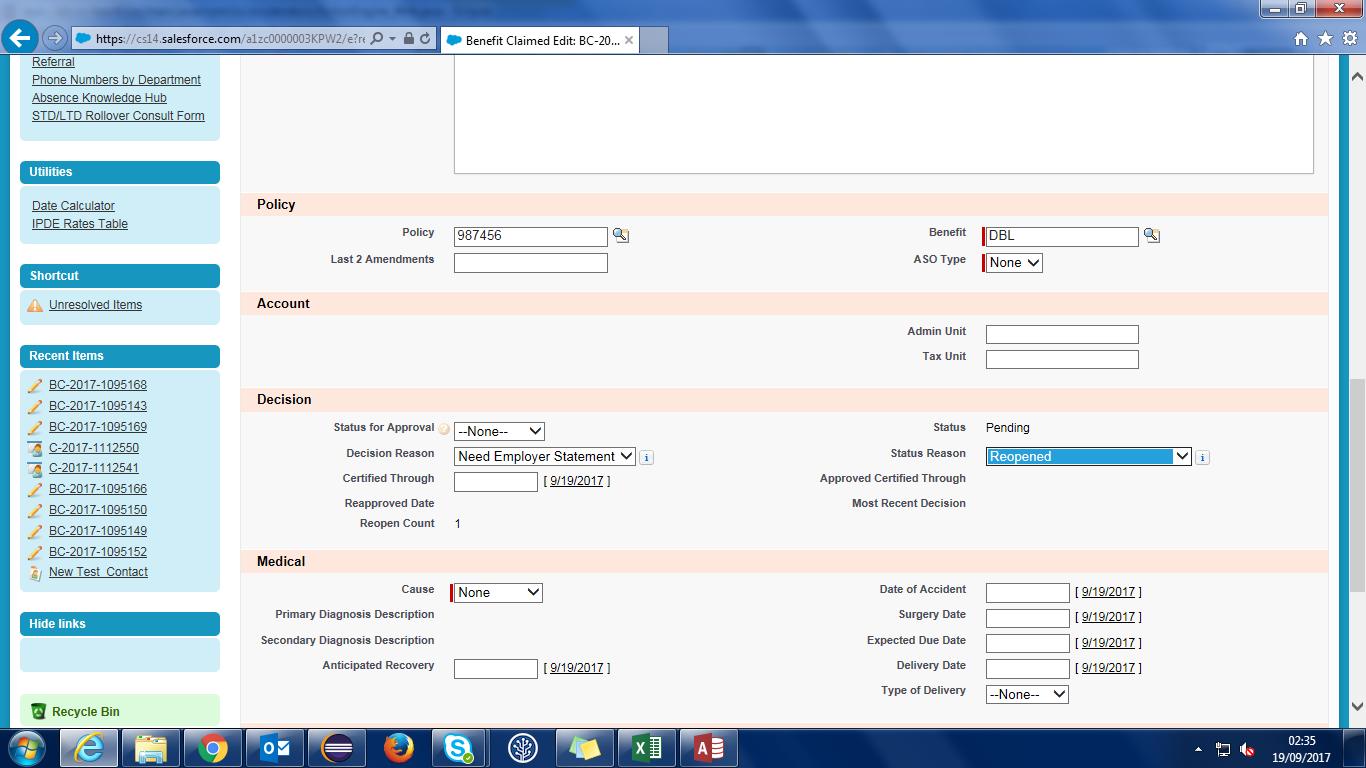 https://cs14.salesforce.com/a1zc0000003KPW2/e?re
Benefit Claimed Edit: BC-20...
Referral
Phone Numbers by Department
Absence Knowledge Hub
STD/LTD Rollover Consult Form
Utilities
Date Calculator
IPDE Rates Table
Shortcut
Unresolved Items
Recent Items
BC-2017-1095168
BC-2017-1095143
BC-2017-1095169
C-2017-1112550
C-2017-1112541
BC-2017-1095166
BC-2017-1095150
BC-2017-1095149
BC-2017-1095152
New Test Contact
Hide links
Recycle Bin
Policy
Policy 987456 Benefit DBL
Last 2 Amendments ASO Type None
Account
Admin Unit
Tax Unit
Decision
Status for Approval --None-- Status Pending
Decision Reason Need Employer Statement Status Reason Reopened
Certified Through [ 9/19/2017 ] Approved Certified Through
Reapproved Date Most Recent Decision
Reopen Count 1
Medical
Cause None Date of Accident [ 9/19/2017 ]
Primary Diagnosis Description Surgery Date [ 9/19/2017 ]
Secondary Diagnosis Description Expected Due Date [ 9/19/2017 ]
Anticipated Recovery [ 9/19/2017 ] Delivery Date [ 9/19/2017 ]
Type of Delivery --None--
02:35
19/09/2017